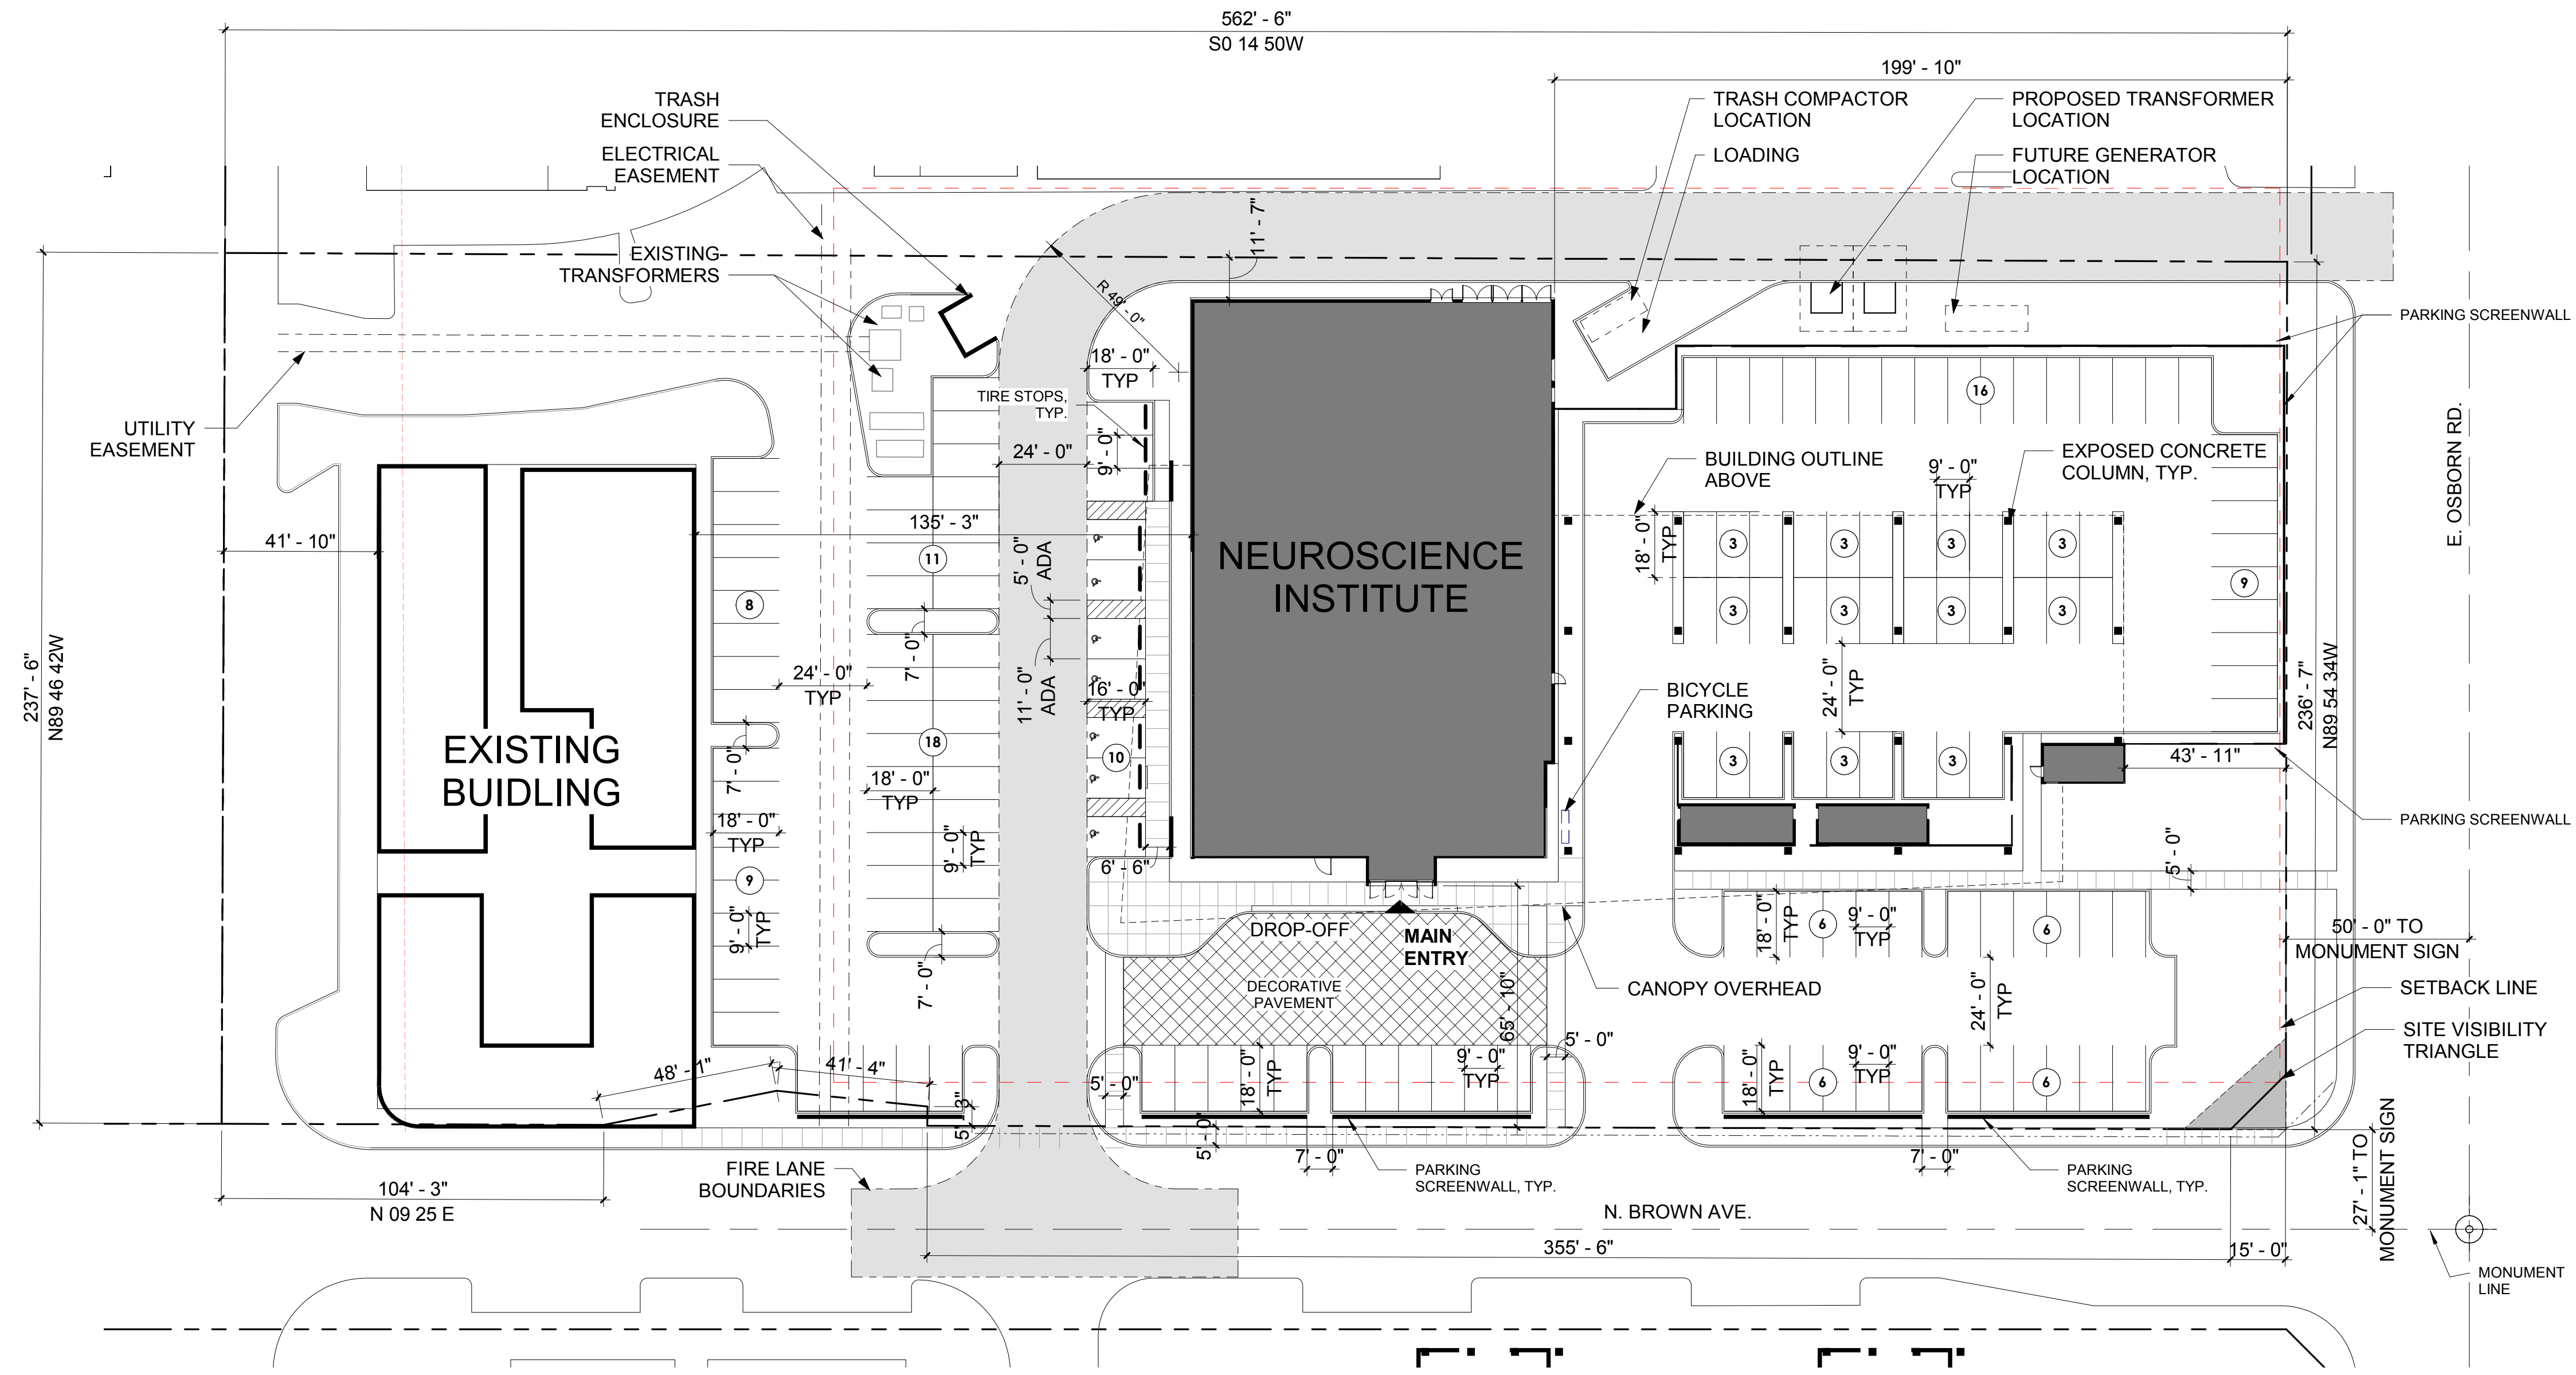 562' - 6"
S0 14 50W
199' - 10"
TRASH
ENCLOSURE
ELECTRICAL
EASEMENT
TRASH COMPACTOR
LOCATION
LOADING
PROPOSED TRANSFORMER
LOCATION
FUTURE GENERATOR
LOCATION
EXISTING
TRANSFORMERS
11' - 7"
R 49' - 0"
PARKING SCREENWALL
18' - 0"
TYP
TIRE STOPS,
TYP.
16
UTILITY
EASEMENT
24' - 0"
9' - 0"
BUILDING OUTLINE
ABOVE
9' - 0"
TYP
EXPOSED CONCRETE
COLUMN, TYP.
E. OSBORN RD.
41' - 10"
135' - 3"
11
5' - 0"
ADA
NEUROSCIENCE
INSTITUTE
18' - 0"
TYP
3
3
3
3
9
8
3
3
3
3
237' - 6"
N89 46 42W
24' - 0"
TYP
7' - 0"
11' - 0"
ADA
16' - 0"
TYP
BICYCLE
PARKING
24' - 0"
TYP
236' - 7"
N89 54 34W
EXISTING
BUIDLING
7' - 0"
18
10
3
3
3
43' - 11"
18' - 0"
TYP
18' - 0"
TYP
9' - 0"
TYP
6' - 6"
PARKING SCREENWALL
5' - 0"
9
9' - 0"
TYP
7' - 0"
DROP-OFF
MAIN
ENTRY
DECORATIVE
PAVEMENT
65' - 10"
CANOPY OVERHEAD
18' - 0"
TYP
6
9' - 0"
TYP
6
24' - 0"
TYP
50' - 0" TO
MONUMENT SIGN
SETBACK LINE
SITE VISIBILITY
TRIANGLE
48' - 1"
41' - 4"
5' - 3"
5' - 0"
18' - 0"
TYP
9' - 0"
TYP
5' - 0"
18' - 0"
TYP
6
9' - 0"
TYP
6
5' - 0"
7' - 0"
7' - 0"
FIRE LANE
BOUNDARIES
PARKING
SCREENWALL, TYP.
PARKING
SCREENWALL, TYP.
27' - 1" TO
MONUMENT SIGN
104' - 3"
N 09 25 E
N. BROWN AVE.
355' - 6"
15' - 0"
MONUMENT
LINE